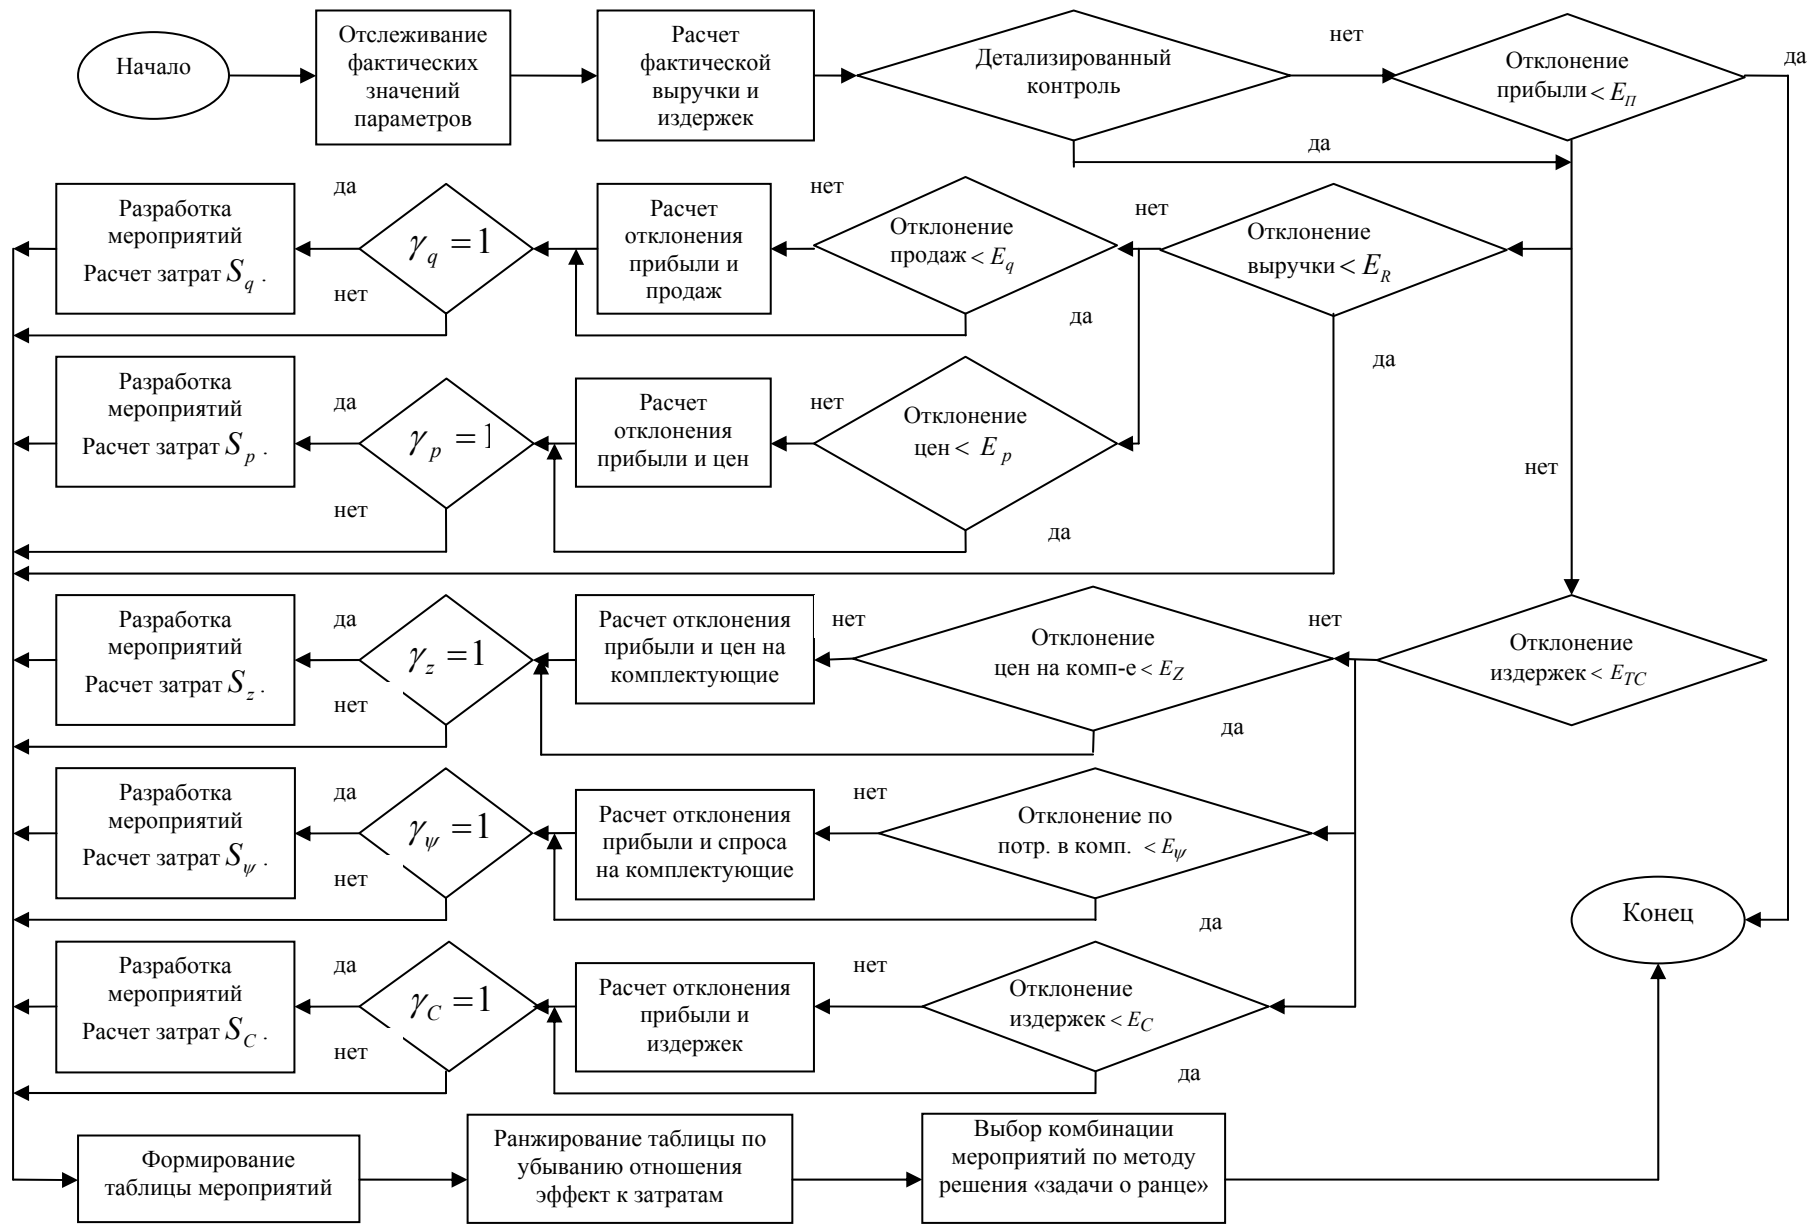 Начало
Отслеживание
фактических
значений
параметров
Расчет
фактической
выручки и
издержек
Детализированный
контроль
нет
Отклонение
прибыли < E_П
да
да
Разработка
мероприятий
Расчет затрат S_q .
да
γ_q = 1
нет
Расчет
отклонения
прибыли и
продаж
нет
Отклонение
продаж < E_q
да
нет
Отклонение
выручки < E_R
да
Разработка
мероприятий
Расчет затрат S_p .
да
γ_p = 1
нет
Расчет
отклонения
прибыли и цен
нет
Отклонение
цен < E_p
да
нет
Разработка
мероприятий
Расчет затрат S_z .
да
γ_z = 1
нет
Расчет отклонения
прибыли и цен на
комплектующие
нет
Отклонение
цен на комп-е < E_Z
да
нет
Отклонение
издержек < E_TC
Разработка
мероприятий
Расчет затрат S_ψ .
да
γ_ψ = 1
нет
Расчет отклонения
прибыли и спроса
на комплектующие
нет
Отклонение по
потр. в комп. < E_ψ
да
Конец
Разработка
мероприятий
Расчет затрат S_C .
да
γ_C = 1
нет
Расчет отклонения
прибыли и
издержек
нет
Отклонение
издержек < E_C
да
Формирование
таблицы мероприятий
Ранжирование таблицы по
убыванию отношения
эффект к затратам
Выбор комбинации
мероприятий по методу
решения «задачи о ранце»